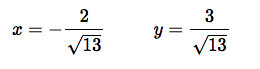 x = −2/√13    y = 3/√13